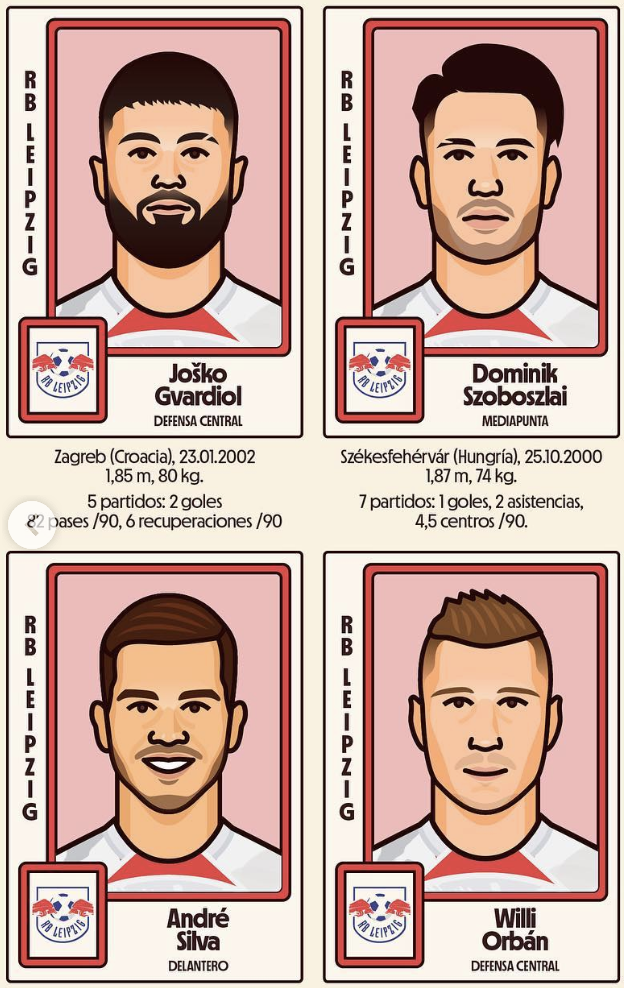 RB LEIPZIG
Joško
Gvardiol
DEFENSA CENTRAL
RB LEIPZIG
RB LEIPZIG
Dominik
Szoboszlai
MEDIAPUNTA
RB LEIPZIG
Zagreb (Croacia), 23.01.2002
1,85 m, 80 kg.
5 partidos: 2 goles
82 pases /90, 6 recuperaciones /90
Székesfehérvár (Hungría), 25.10.2000
1,87 m, 74 kg.
7 partidos: 1 goles, 2 asistencias,
4,5 centros /90.
RB LEIPZIG
André
Silva
DELANTERO
RB LEIPZIG
RB LEIPZIG
Willi
Orbán
DEFENSA CENTRAL
RB LEIPZIG